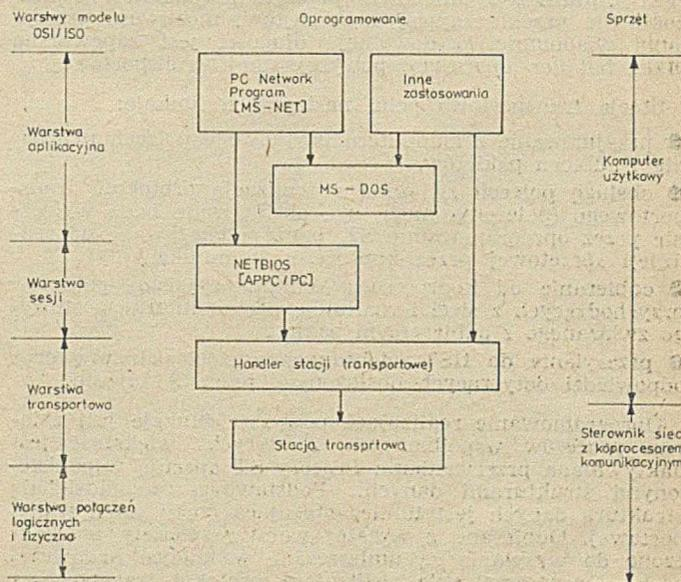 Warstwy modelu
OSI/ISO
Oprogramowanie
Sprzęt
PC Network
Program
[MS-NET]
Inne
zastosowania
Warstwa
aplikacyjna
MS-DOS
Komputer
użytkowy
Warstwa
sesji
NETBIOS
[APPC/PC]
Handler stacji transportowej
Warstwa
transportowa
Stacja transprtowa
Sterownik sieci
z koprocesorem
komunikacyjnym
Warstwa połączeń
logicznych
i fizyczna